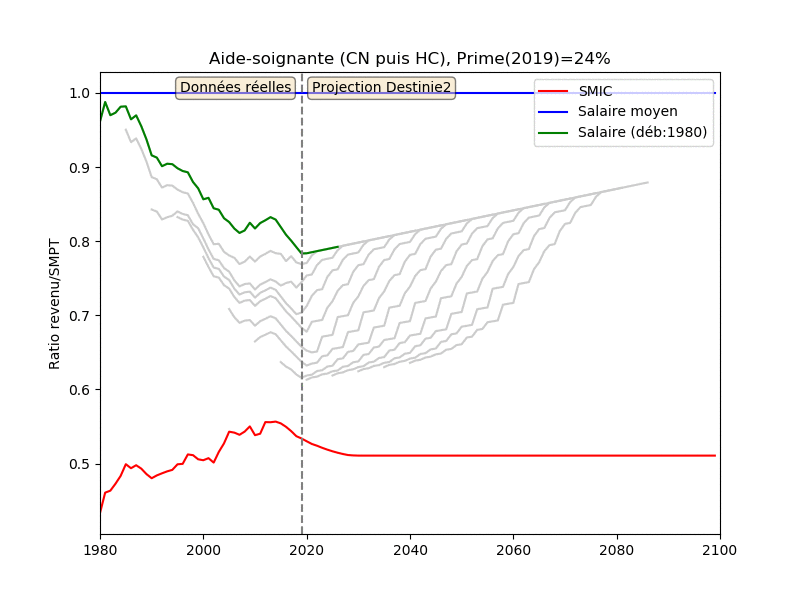 Aide-soignante (CN puis HC), Prime(2019)=24%
Données réelles
Projection Destinie2
SMIC
Salaire moyen
Salaire (déb:1980)
Ratio revenu/SMPT
1.0
0.9
0.8
0.7
0.6
0.5
1980
2000
2020
2040
2060
2080
2100